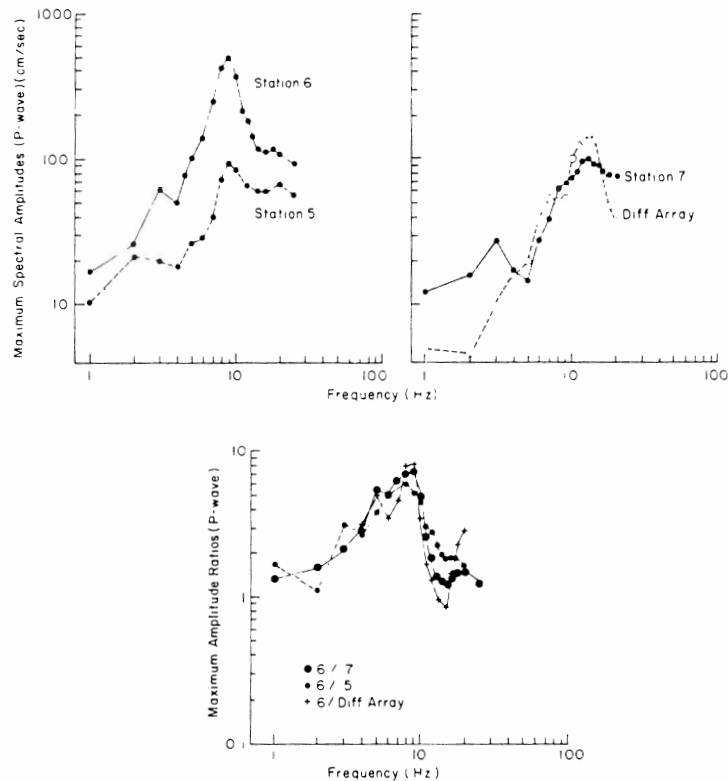 Maximum Spectral Amplitudes (P-wave)(cm/sec)
1000
100
10
Station 6
Station 5
1
10
100
Station 7
Diff Array
1
10
100
Frequency (Hz)
Maximum Amplitude Ratios (P-wave)
10
1
0.1
6 / 7
6 / 5
6 / Diff Array
1
10
100
Frequency (Hz)